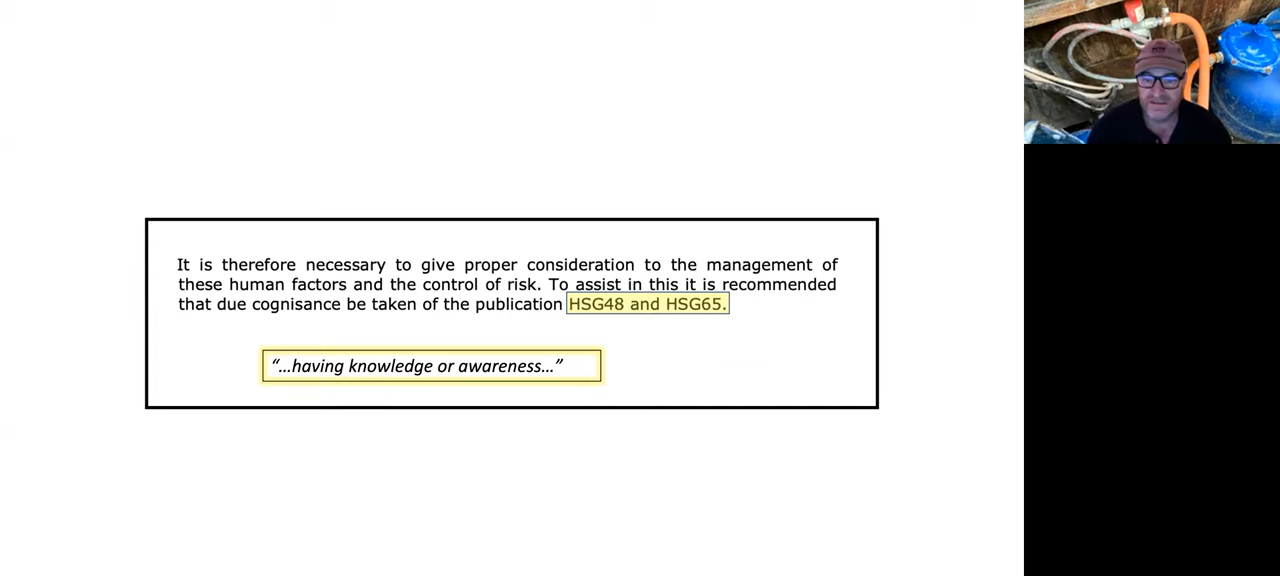 It is therefore necessary to give proper consideration to the management of
these human factors and the control of risk. To assist in this it is recommended
that due cognisance be taken of the publication HSG48 and HSG65.
“…having knowledge or awareness…”